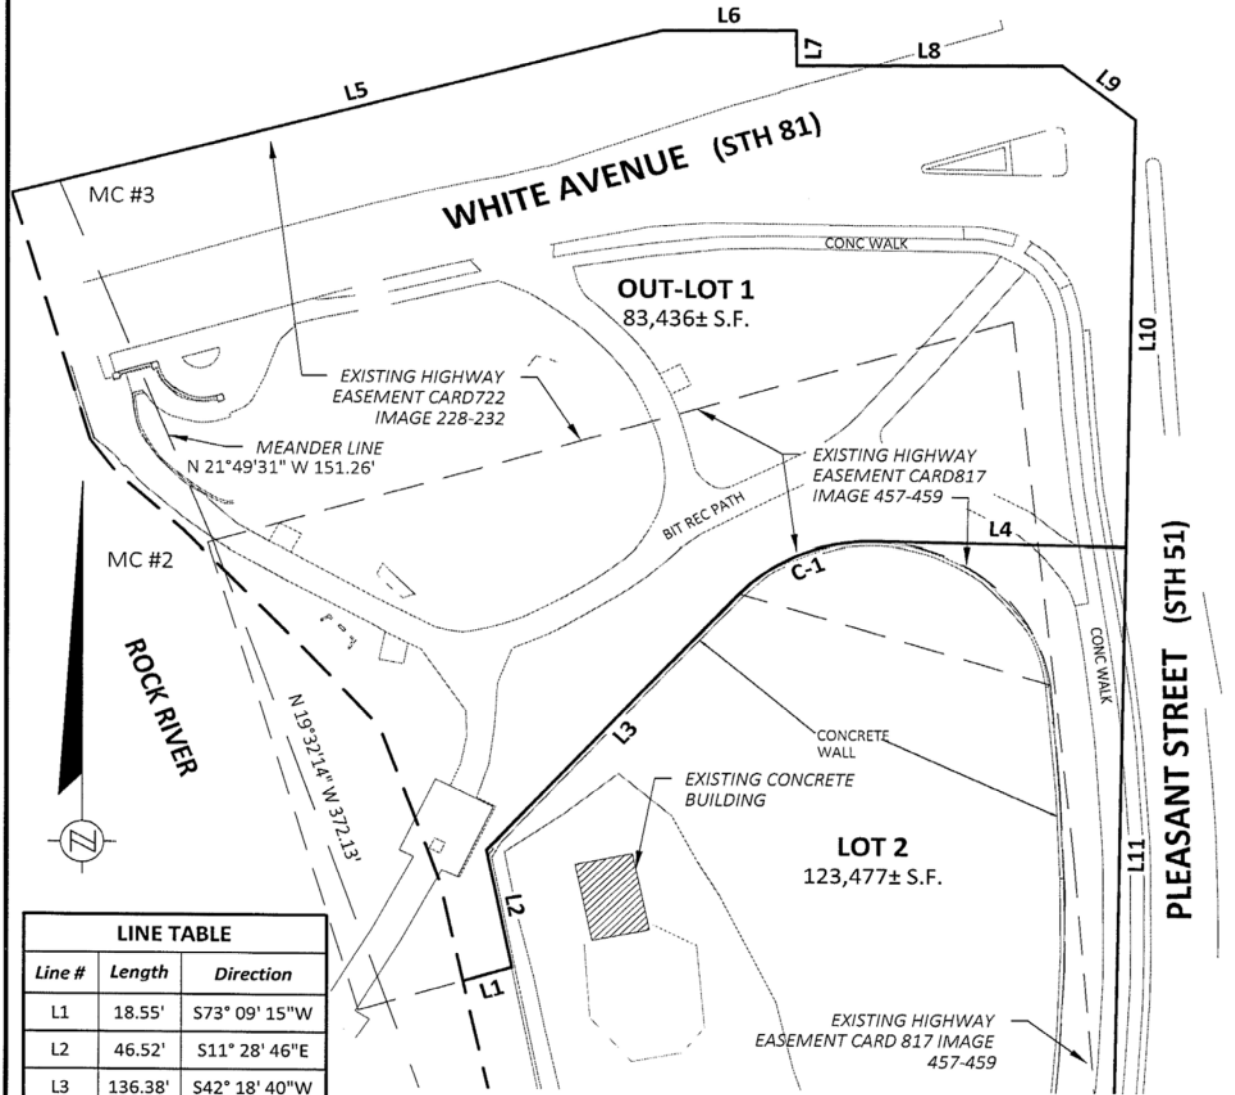 L6
L7
L8
L9
L5
MC #3
WHITE AVENUE (STH 81)
CONC WALK
OUT-LOT 1
83,436± S.F.
L10
EXISTING HIGHWAY
EASEMENT CARD722
IMAGE 228-232
MEANDER LINE
N 21°49'31" W 151.26'
EXISTING HIGHWAY
EASEMENT CARD817
IMAGE 457-459
BIT REC PATH
L4
C-1
MC #2
PLEASANT STREET (STH 51)
CONC WALK
ROCK RIVER
N 19°32'14" W 372.13'
L3
CONCRETE
WALL
EXISTING CONCRETE
BUILDING
LOT 2
123,477± S.F.
L11
N
L2
L1
EXISTING HIGHWAY
EASEMENT CARD 817 IMAGE
457-459
LINE TABLE
Line # Length Direction
L1 18.55' S73° 09' 15"W
L2 46.52' S11° 28' 46"E
L3 136.38' S42° 18' 40"W